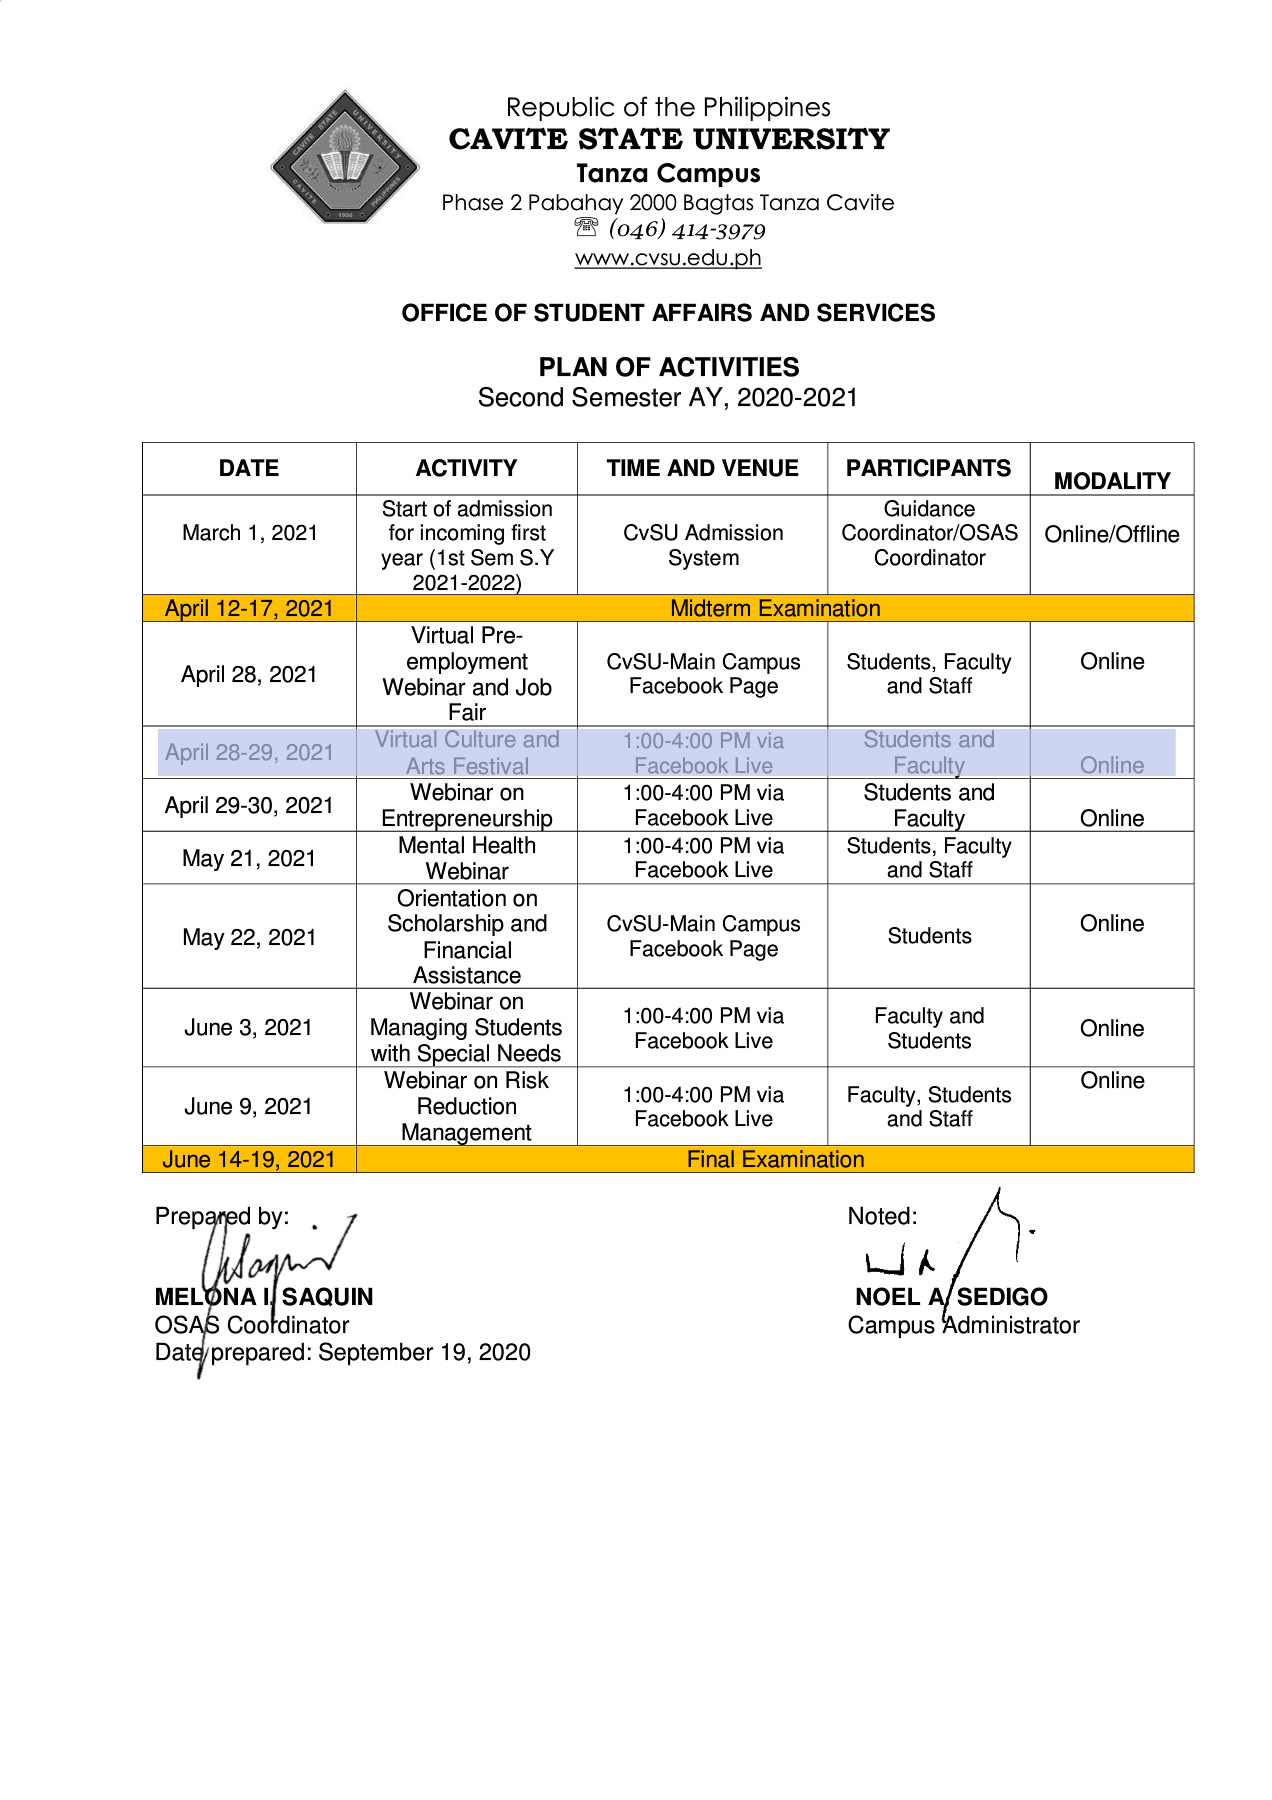 CAVITE STATE UNIVERSITY
CAVITE
PHILIPPINES
1906
Republic of the Philippines
CAVITE STATE UNIVERSITY
Tanza Campus
Phase 2 Pabahay 2000 Bagtas Tanza Cavite
☏ (046) 414-3979
www.cvsu.edu.ph
OFFICE OF STUDENT AFFAIRS AND SERVICES
PLAN OF ACTIVITIES
Second Semester AY, 2020-2021
DATE ACTIVITY TIME AND VENUE PARTICIPANTS MODALITY
March 1, 2021
Start of admission
for incoming first
year (1st Sem S.Y
2021-2022)
CvSU Admission
System
Guidance
Coordinator/OSAS
Coordinator
Online/Offline
April 12-17, 2021 Midterm Examination
April 28, 2021
Virtual Pre-
employment
Webinar and Job
Fair
CvSU-Main Campus
Facebook Page
Students, Faculty
and Staff
Online
April 28-29, 2021
Virtual Culture and
Arts Festival
1:00-4:00 PM via
Facebook Live
Students and
Faculty
Online
April 29-30, 2021
Webinar on
Entrepreneurship
1:00-4:00 PM via
Facebook Live
Students and
Faculty
Online
May 21, 2021
Mental Health
Webinar
1:00-4:00 PM via
Facebook Live
Students, Faculty
and Staff
May 22, 2021
Orientation on
Scholarship and
Financial
Assistance
CvSU-Main Campus
Facebook Page
Students
Online
June 3, 2021
Webinar on
Managing Students
with Special Needs
1:00-4:00 PM via
Facebook Live
Faculty and
Students
Online
June 9, 2021
Webinar on Risk
Reduction
Management
1:00-4:00 PM via
Facebook Live
Faculty, Students
and Staff
Online
June 14-19, 2021 Final Examination
Prepared by:
MELONA I. SAQUIN
OSAS Coordinator
Date prepared: September 19, 2020
Noted:
NOEL A. SEDIGO
Campus Administrator